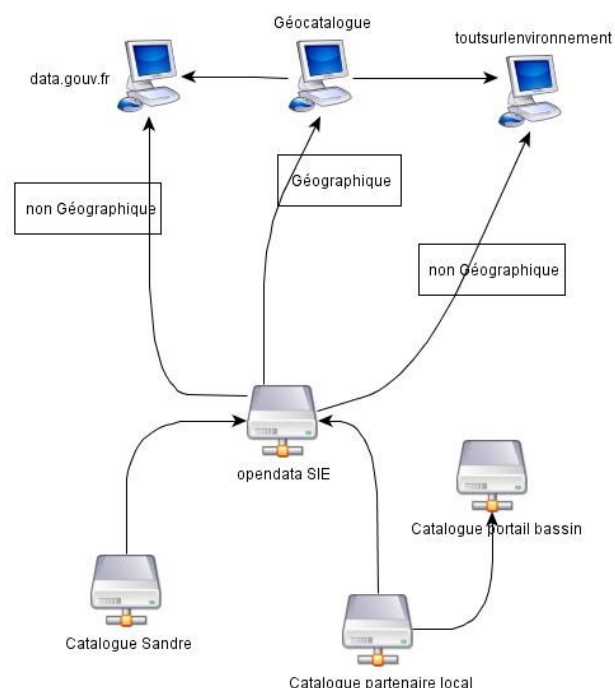 Géocatalogue
toutsurlenvironnement
data.gouv.fr
Géographique
non Géographique
non Géographique
opendata SIE
Catalogue portail bassin
Catalogue Sandre
Catalogue partenaire local